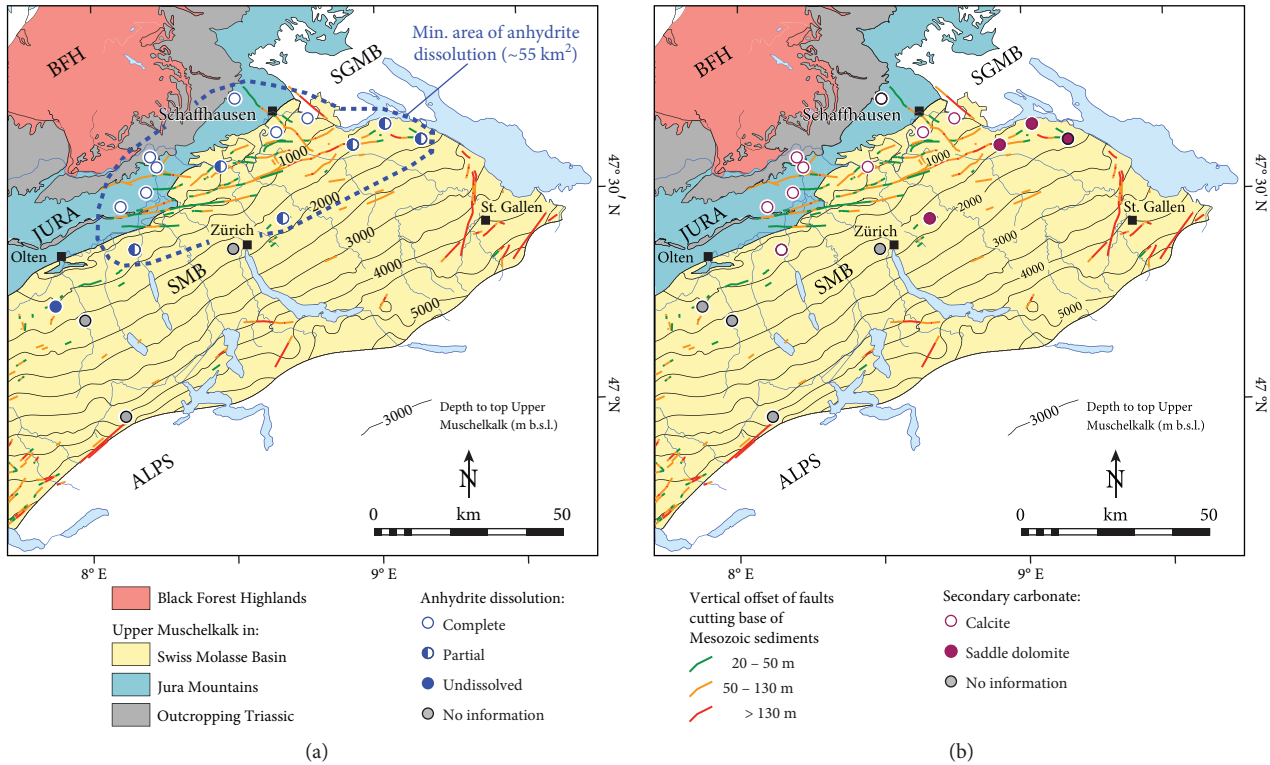 BFH
SGMB
Min. area of anhydrite
dissolution (~55 km²)
Schaffhausen
1000
2000
3000
4000
5000
47° 30′ N
JURA
Olten
SMB
Zürich
St. Gallen
47° N
ALPS
3000
Depth to top Upper
Muschelkalk (m b.s.l.)
N
0 km 50
8° E
9° E
Black Forest Highlands
Upper Muschelkalk in:
Swiss Molasse Basin
Jura Mountains
Outcropping Triassic
Anhydrite dissolution:
Complete
Partial
Undissolved
No information
(a)
BFH
SGMB
Schaffhausen
1000
2000
3000
4000
5000
47° 30′ N
JURA
Olten
SMB
Zürich
St. Gallen
47° N
ALPS
3000
Depth to top Upper
Muschelkalk (m b.s.l.)
N
0 km 50
8° E
9° E
Vertical offset of faults
cutting base of
Mesozoic sediments
20 – 50 m
50 – 130 m
> 130 m
Secondary carbonate:
Calcite
Saddle dolomite
No information
(b)